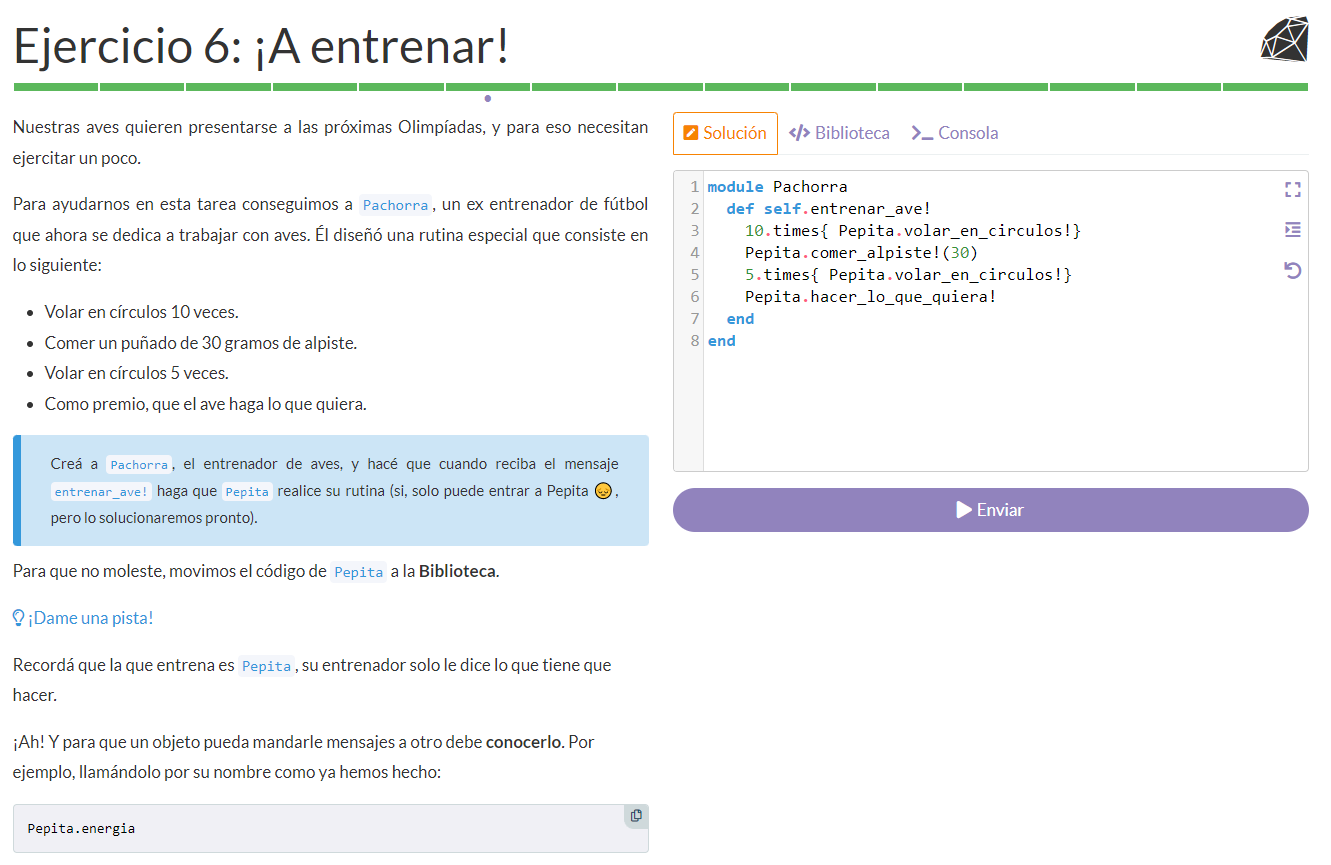 Ejercicio 6: ¡A entrenar!
Nuestras aves quieren presentarse a las próximas Olimpíadas, y para eso necesitan
ejercitar un poco.
Para ayudarnos en esta tarea conseguimos a Pachorra, un ex entrenador de fútbol
que ahora se dedica a trabajar con aves. Él diseñó una rutina especial que consiste en
lo siguiente:
• Volar en círculos 10 veces.
• Comer un puñado de 30 gramos de alpiste.
• Volar en círculos 5 veces.
• Como premio, que el ave haga lo que quiera.
Creá a Pachorra, el entrenador de aves, y hacé que cuando reciba el mensaje
entrenar_ave! haga que Pepita realice su rutina (si, solo puede entrar a Pepita 😔,
pero lo solucionaremos pronto).
Para que no moleste, movimos el código de Pepita a la Biblioteca.
¡Dame una pista!
Recordá que la que entrena es Pepita, su entrenador solo le dice lo que tiene que
hacer.
¡Ah! Y para que un objeto pueda mandarle mensajes a otro debe conocerlo. Por
ejemplo, llamándolo por su nombre como ya hemos hecho:
Pepita.energia
Solución </> Biblioteca >_ Consola
1 module Pachorra
2 def self.entrenar_ave!
3 10.times{ Pepita.volar_en_circulos!}
4 Pepita.comer_alpiste!(30)
5 5.times{ Pepita.volar_en_circulos!}
6 Pepita.hacer_lo_que_quiera!
7 end
8 end
Enviar